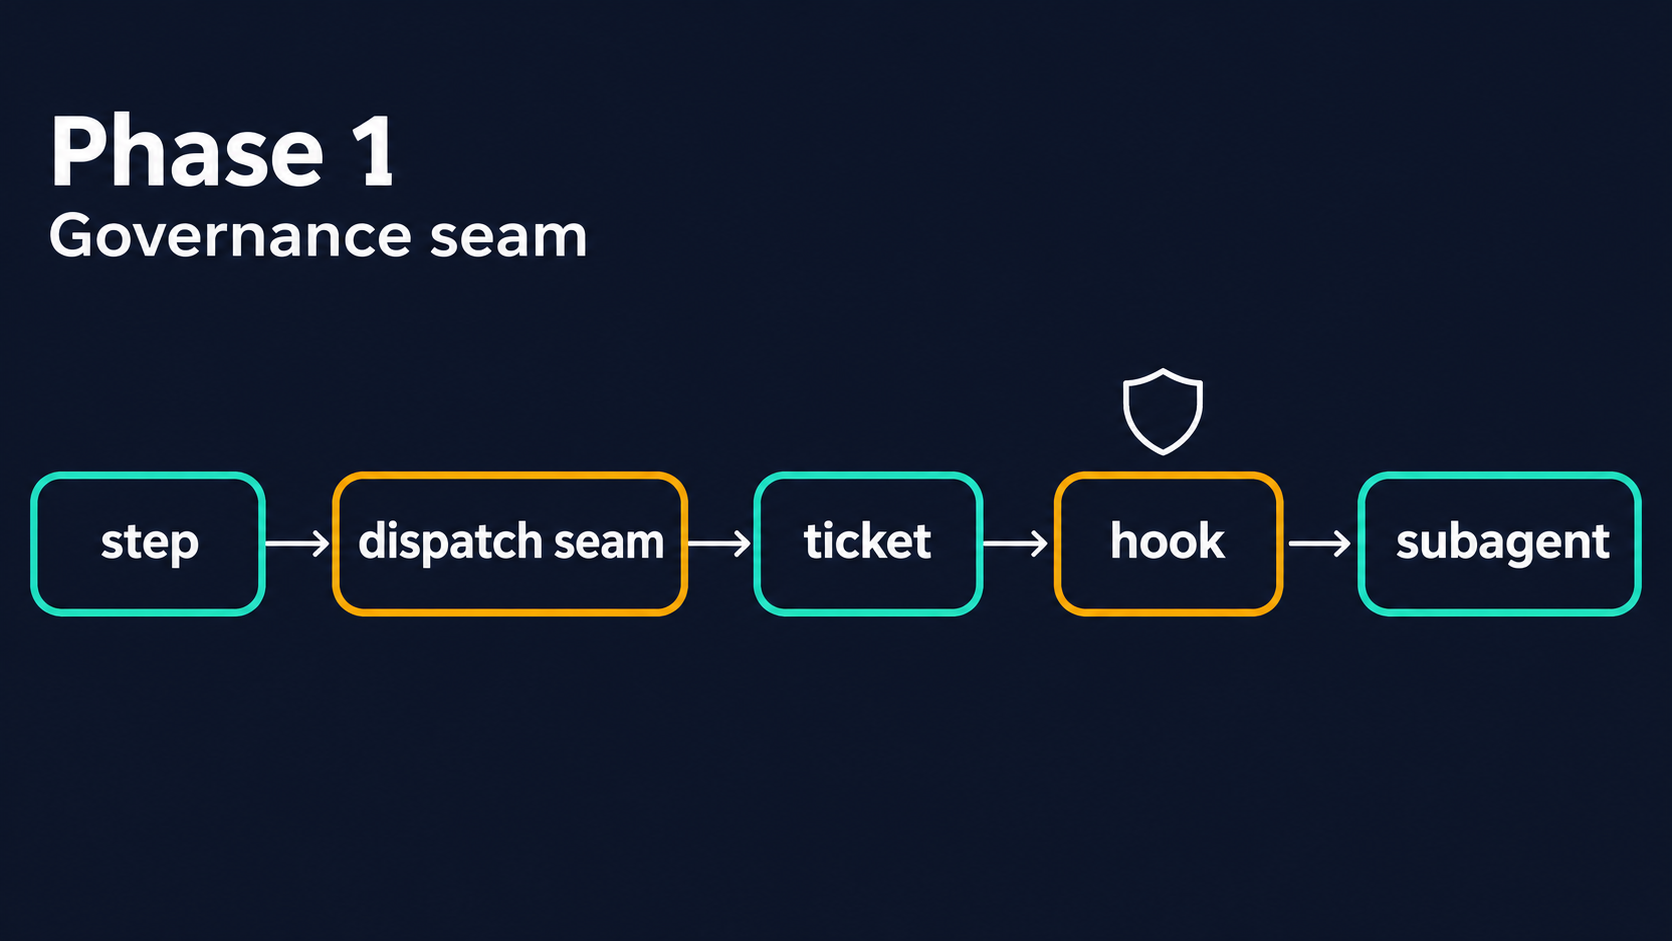 Phase 1
Governance seam
step
dispatch seam
ticket
hook
subagent